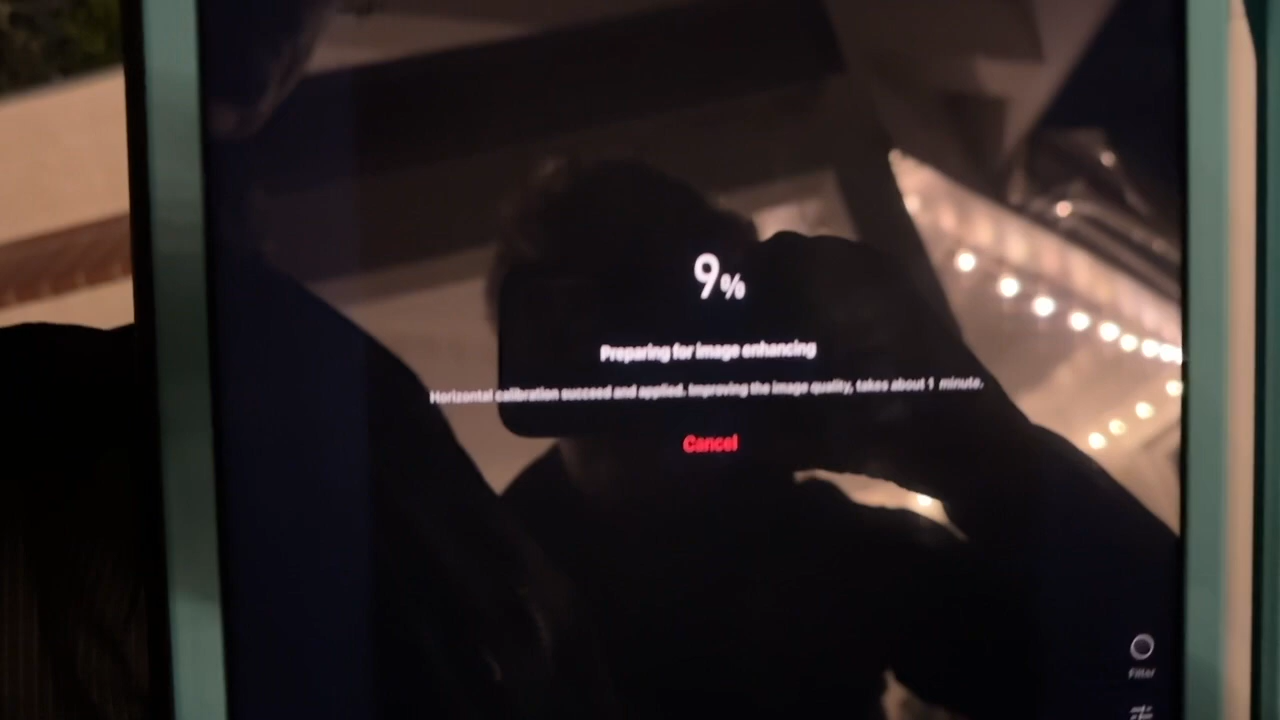 9%
Preparing for image enhancing
Horizontal calibration succeed and applied. Improving the image quality, takes about 1 minute.
Cancel
Filter